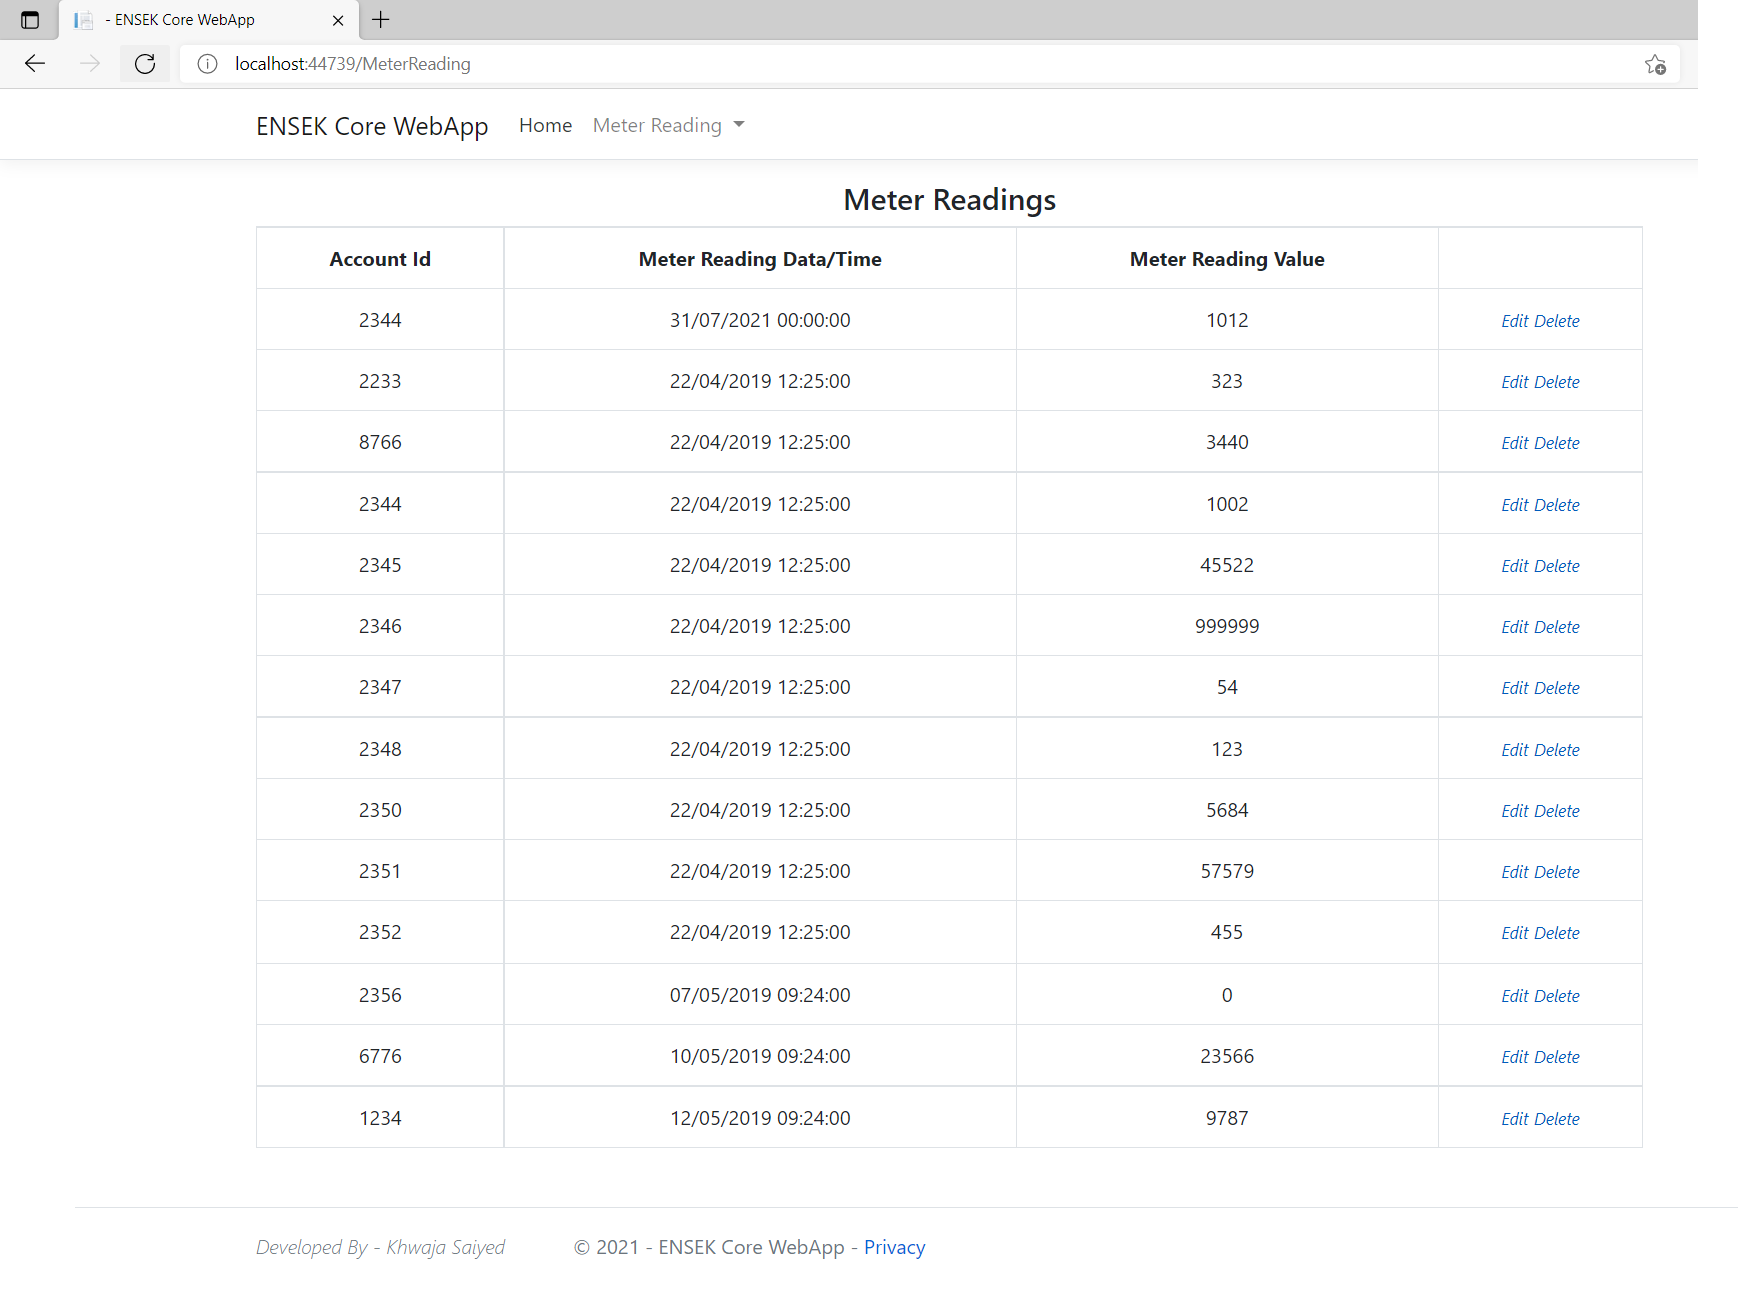 - ENSEK Core WebApp
localhost:44739/MeterReading
ENSEK Core WebApp Home Meter Reading
Meter Readings
Account Id Meter Reading Data/Time Meter Reading Value
2344 31/07/2021 00:00:00 1012 Edit Delete
2233 22/04/2019 12:25:00 323 Edit Delete
8766 22/04/2019 12:25:00 3440 Edit Delete
2344 22/04/2019 12:25:00 1002 Edit Delete
2345 22/04/2019 12:25:00 45522 Edit Delete
2346 22/04/2019 12:25:00 999999 Edit Delete
2347 22/04/2019 12:25:00 54 Edit Delete
2348 22/04/2019 12:25:00 123 Edit Delete
2350 22/04/2019 12:25:00 5684 Edit Delete
2351 22/04/2019 12:25:00 57579 Edit Delete
2352 22/04/2019 12:25:00 455 Edit Delete
2356 07/05/2019 09:24:00 0 Edit Delete
6776 10/05/2019 09:24:00 23566 Edit Delete
1234 12/05/2019 09:24:00 9787 Edit Delete
Developed By - Khwaja Saiyed © 2021 - ENSEK Core WebApp - Privacy